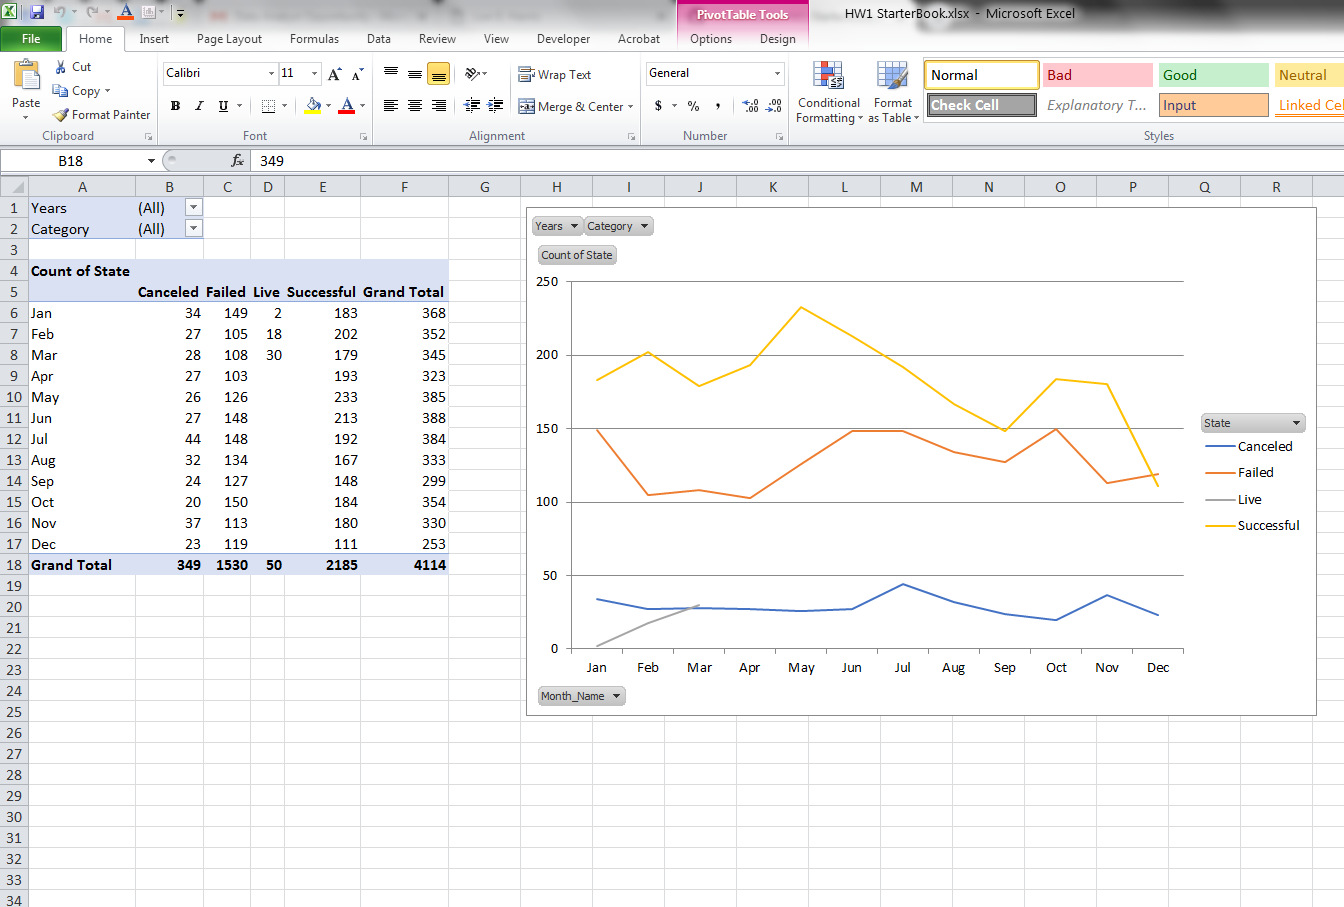 PivotTable Tools
HW1 StarterBook.xlsx - Microsoft Excel
File Home Insert Page Layout Formulas Data Review View Developer Acrobat Options Design
Paste
Cut
Copy
Format Painter
Calibri 11
B I U A
Wrap Text
Merge & Center
General
$ % ,
Conditional Formatting
Format as Table
Normal Bad Good Neutral
Check Cell Explanatory T... Input Linked Cel
Clipboard Font Alignment Number Styles
B18 fx 349
A B C D E F G H I J K L M N O P Q R
1 Years (All)
2 Category (All)
3
4 Count of State
5 Canceled Failed Live Successful Grand Total
6 Jan 34 149 2 183 368
7 Feb 27 105 18 202 352
8 Mar 28 108 30 179 345
9 Apr 27 103 193 323
10 May 26 126 233 385
11 Jun 27 148 213 388
12 Jul 44 148 192 384
13 Aug 32 134 167 333
14 Sep 24 127 148 299
15 Oct 20 150 184 354
16 Nov 37 113 180 330
17 Dec 23 119 111 253
18 Grand Total 349 1530 50 2185 4114
19
20
21
22
23
24
25
26
27
28
29
30
31
32
33
34
Years Category
Count of State
250
200
150
100
50
0
Jan Feb Mar Apr May Jun Jul Aug Sep Oct Nov Dec
Month_Name
State
Canceled
Failed
Live
Successful